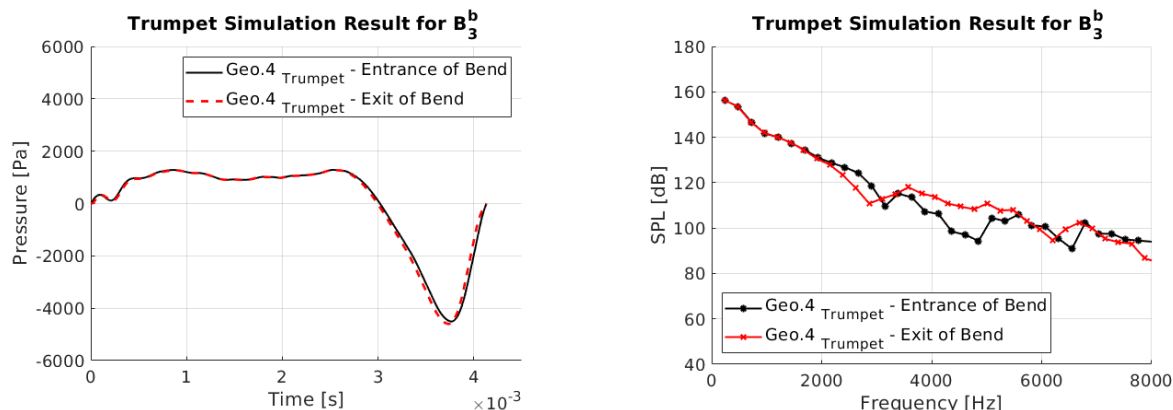 Trumpet Simulation Result for B₃ᵇ
6000
4000
2000
0
-2000
-4000
-6000
Pressure [Pa]
Geo.4 Trumpet - Entrance of Bend
Geo.4 Trumpet - Exit of Bend
0 1 2 3 4
Time [s]
×10⁻³
Trumpet Simulation Result for B₃ᵇ
180
160
140
120
100
80
60
40
SPL [dB]
Geo.4 Trumpet - Entrance of Bend
Geo.4 Trumpet - Exit of Bend
0 2000 4000 6000 8000
Frequency [Hz]